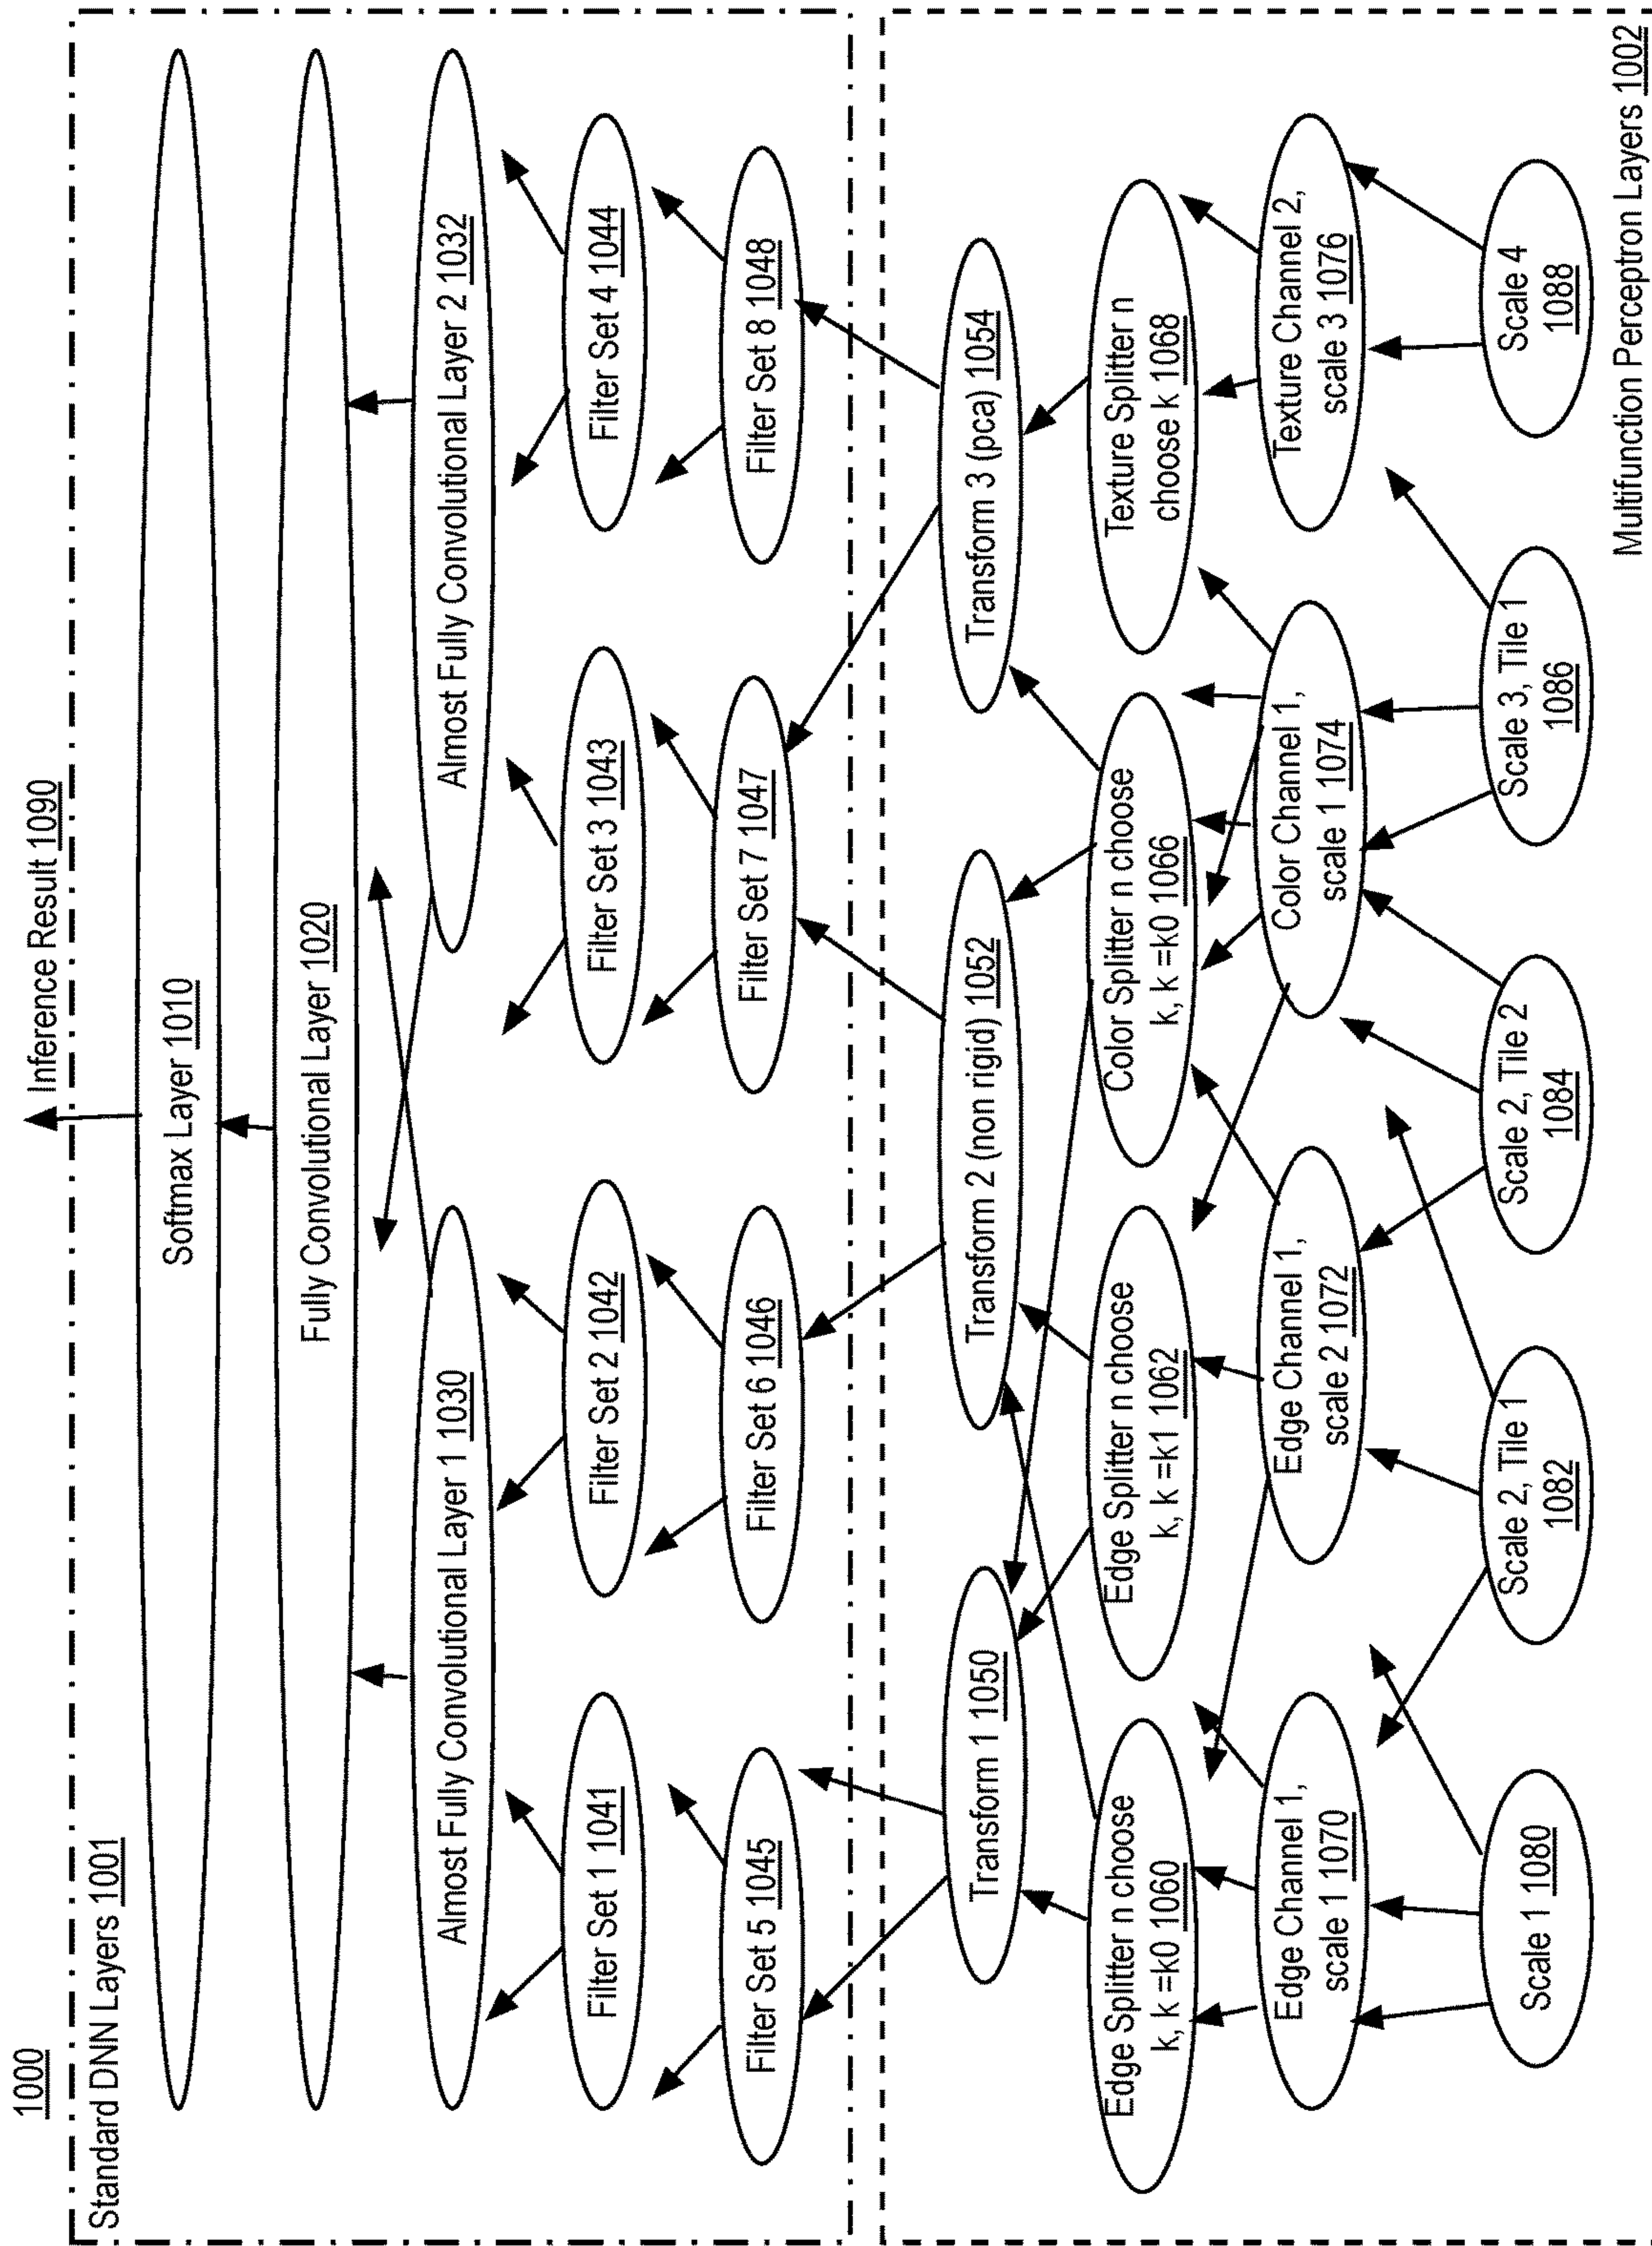 1000
Inference Result 1090
Standard DNN Layers 1001
Softmax Layer 1010
Fully Convolutional Layer 1020
Almost Fully Convolutional Layer 1 1030
Almost Fully Convolutional Layer 2 1032
Filter Set 1 1041
Filter Set 2 1042
Filter Set 3 1043
Filter Set 4 1044
Filter Set 5 1045
Filter Set 6 1046
Filter Set 7 1047
Filter Set 8 1048
Transform 1 1050
Transform 2 (non rigid) 1052
Transform 3 (pca) 1054
Edge Splitter n choose
k, k =k0 1060
Edge Splitter n choose
k, k =k1 1062
Color Splitter n choose
k, k =k0 1066
Texture Splitter n
choose k 1068
Edge Channel 1,
scale 1 1070
Edge Channel 1,
scale 2 1072
Color Channel 1,
scale 1 1074
Texture Channel 2,
scale 3 1076
Scale 1 1080
Scale 2, Tile 1
1082
Scale 2, Tile 2
1084
Scale 3, Tile 1
1086
Scale 4
1088
Multifunction Perceptron Layers 1002